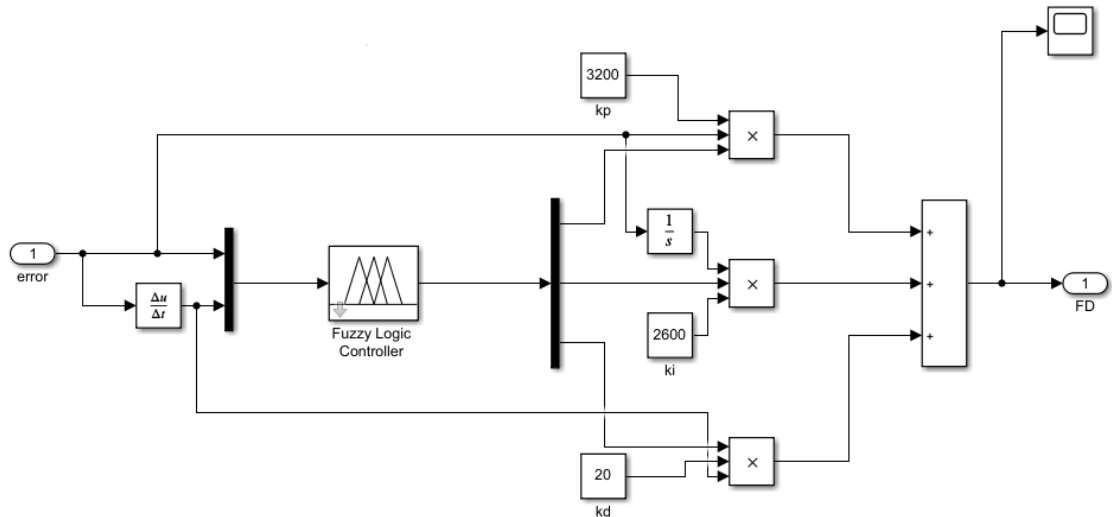 3200
kp
×
1
error
Δu
Δt
Fuzzy Logic
Controller
1
s
×
2600
ki
+
+
+
1
FD
20
kd
×